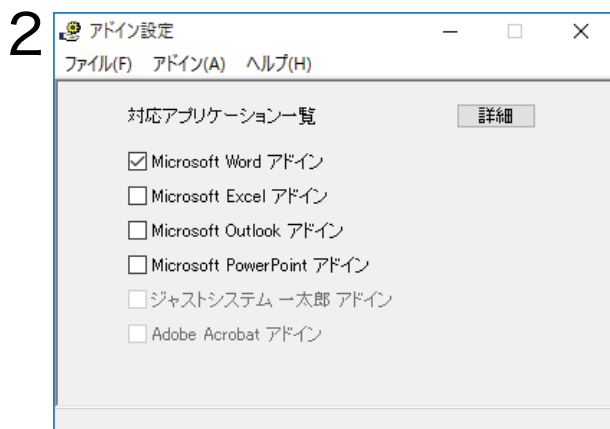 2
アドイン設定
ファイル(F) アドイン(A) ヘルプ(H)
対応アプリケーション一覧 詳細
Microsoft Word アドイン
Microsoft Excel アドイン
Microsoft Outlook アドイン
Microsoft PowerPoint アドイン
ジャストシステム 一太郎 アドイン
Adobe Acrobat アドイン